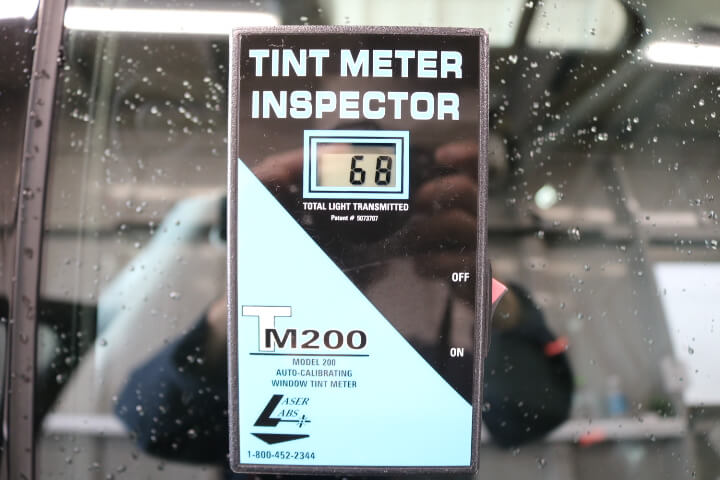 TINT METER
INSPECTOR
68
TOTAL LIGHT TRANSMITTED
Patent # 5073707
OFF
TM200
ON
MODEL 200
AUTO-CALIBRATING
WINDOW TINT METER
LASER
LABS
1-800-452-2344